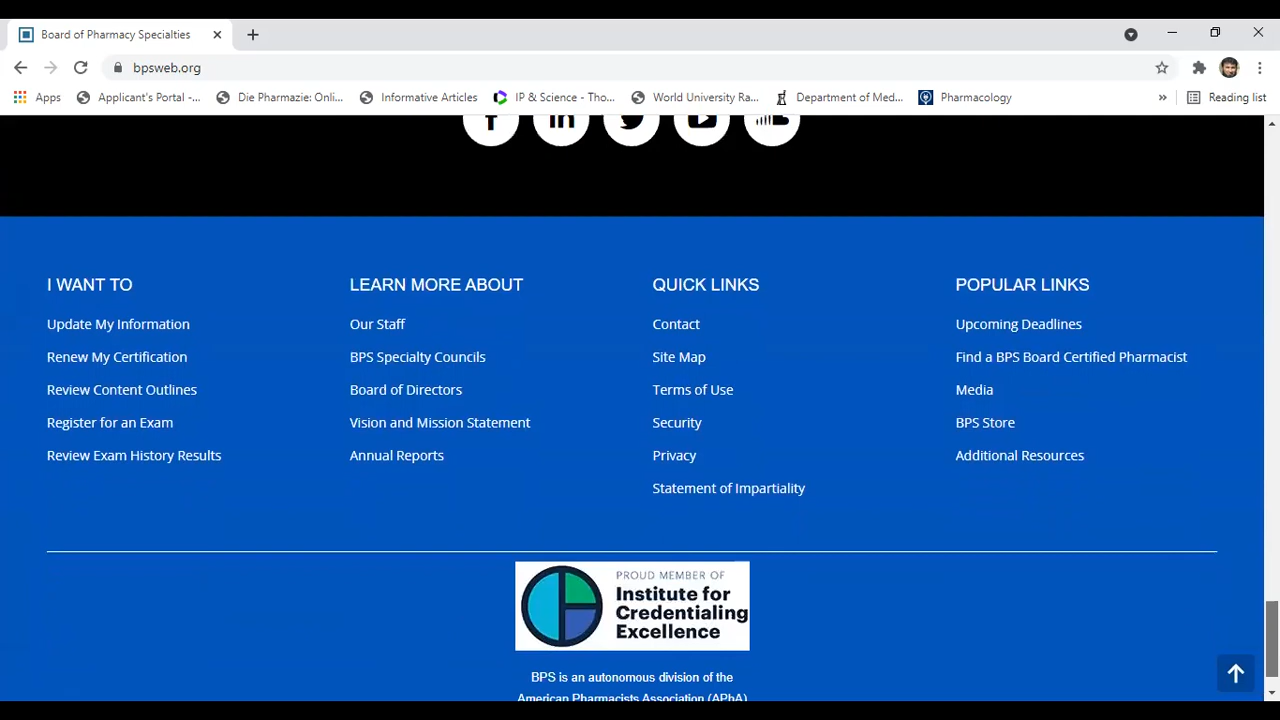 Board of Pharmacy Specialties
bpsweb.org
Apps
Applicant's Portal -...
Die Pharmazie: Onli...
Informative Articles
IP & Science - Tho...
World University Ra...
Department of Med...
Pharmacology
»
Reading list
I WANT TO
Update My Information
Renew My Certification
Review Content Outlines
Register for an Exam
Review Exam History Results
LEARN MORE ABOUT
Our Staff
BPS Specialty Councils
Board of Directors
Vision and Mission Statement
Annual Reports
QUICK LINKS
Contact
Site Map
Terms of Use
Security
Privacy
Statement of Impartiality
POPULAR LINKS
Upcoming Deadlines
Find a BPS Board Certified Pharmacist
Media
BPS Store
Additional Resources
PROUD MEMBER OF
Institute for
Credentialing
Excellence
BPS is an autonomous division of the
American Pharmacists Association (APhA)